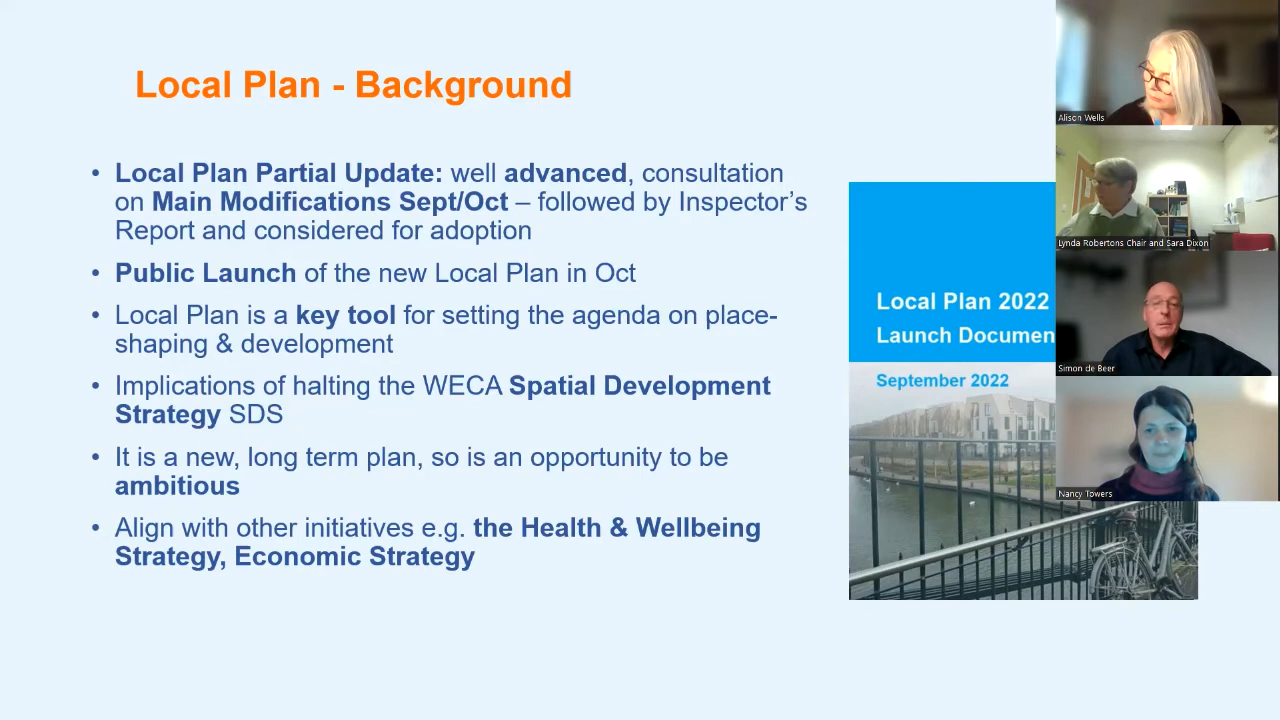 Local Plan - Background
• Local Plan Partial Update: well advanced, consultation
on Main Modifications Sept/Oct – followed by Inspector’s
Report and considered for adoption
• Public Launch of the new Local Plan in Oct
• Local Plan is a key tool for setting the agenda on place-
shaping & development
• Implications of halting the WECA Spatial Development
Strategy SDS
• It is a new, long term plan, so is an opportunity to be
ambitious
• Align with other initiatives e.g. the Health & Wellbeing
Strategy, Economic Strategy
Local Plan 2022
Launch Documen
September 2022
Alison Wells
Lynda Robertons Chair and Sara Dixon
Simon de Beer
Nancy Towers